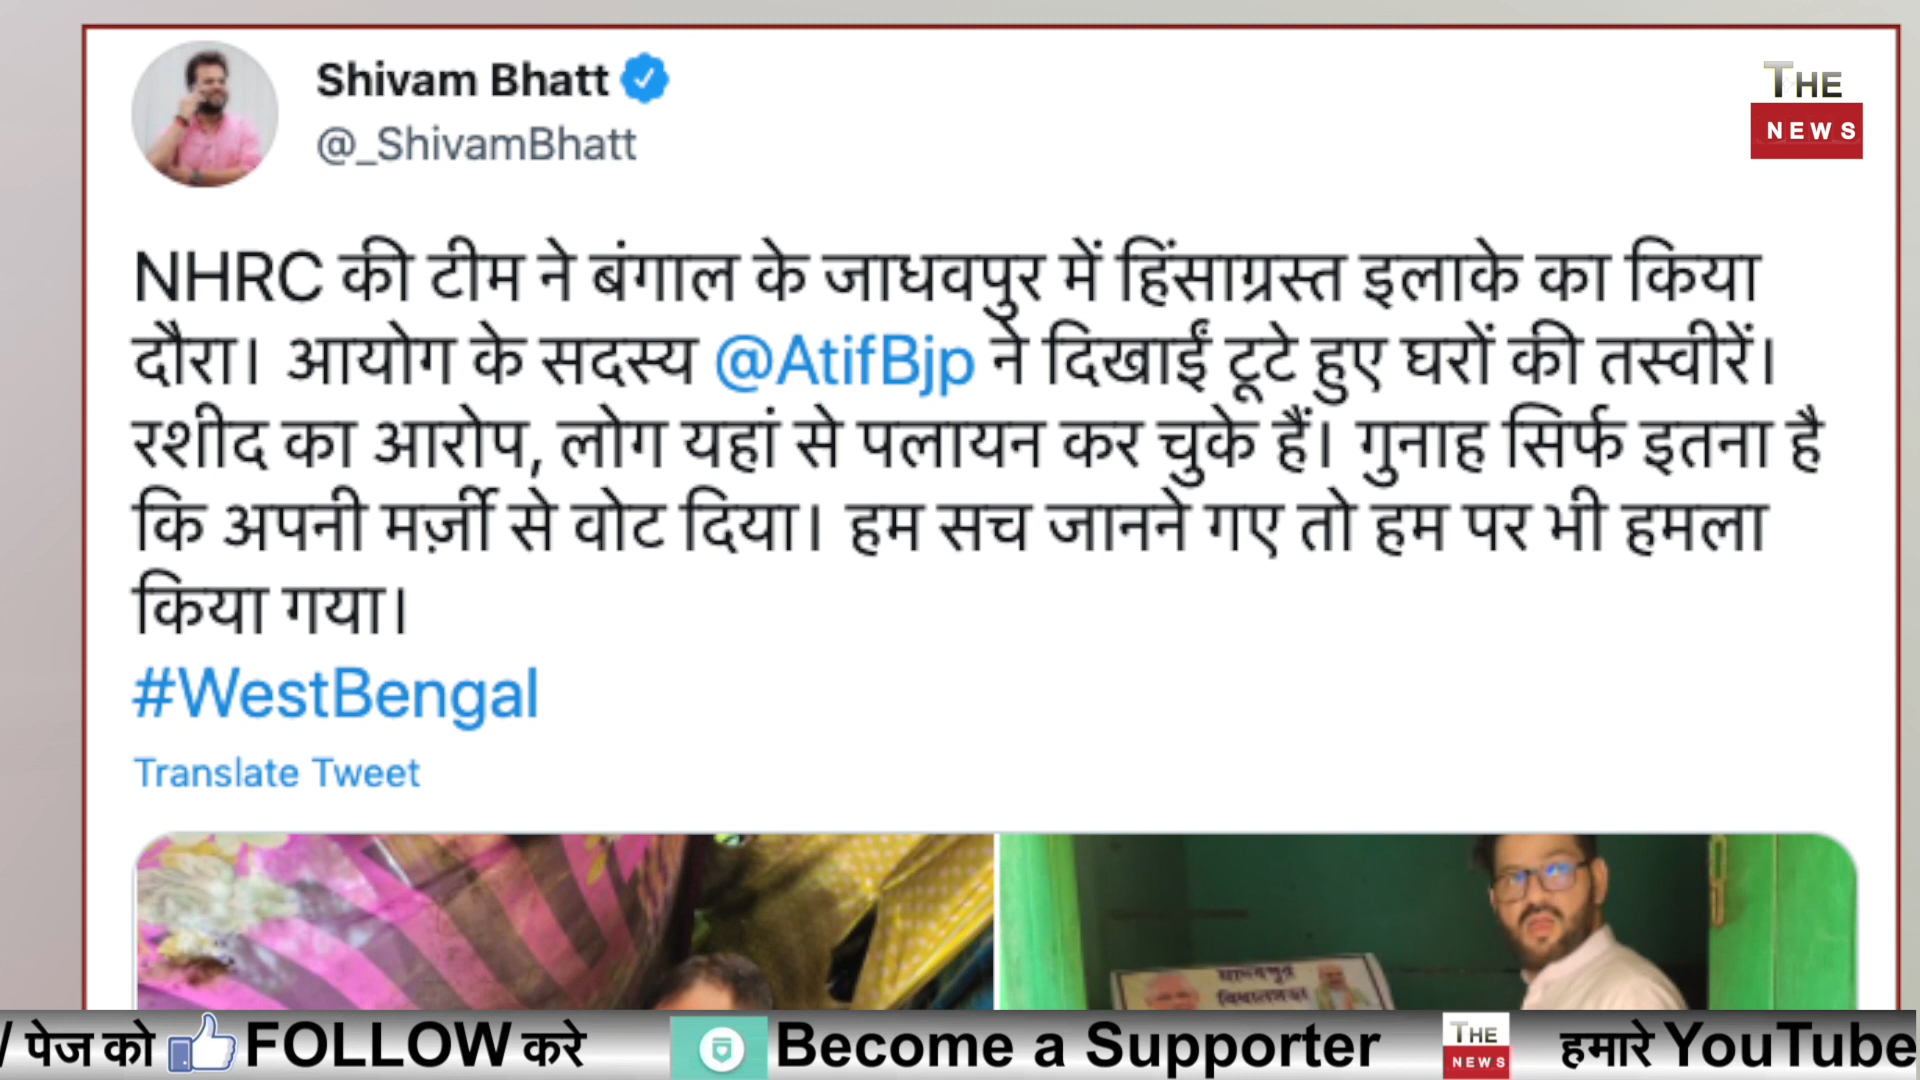 Shivam Bhatt
@_ShivamBhatt
THE
NEWS
NHRC की टीम ने बंगाल के जाधवपुर में हिंसाग्रस्त इलाके का किया
दौरा। आयोग के सदस्य @AtifBjp ने दिखाईं टूटे हुए घरों की तस्वीरें।
रशीद का आरोप, लोग यहां से पलायन कर चुके हैं। गुनाह सिर्फ इतना है
कि अपनी मर्ज़ी से वोट दिया। हम सच जानने गए तो हम पर भी हमला
किया गया।
#WestBengal
Translate Tweet
/ पेज को FOLLOW करे Become a Supporter THE NEWS हमारे YouTube